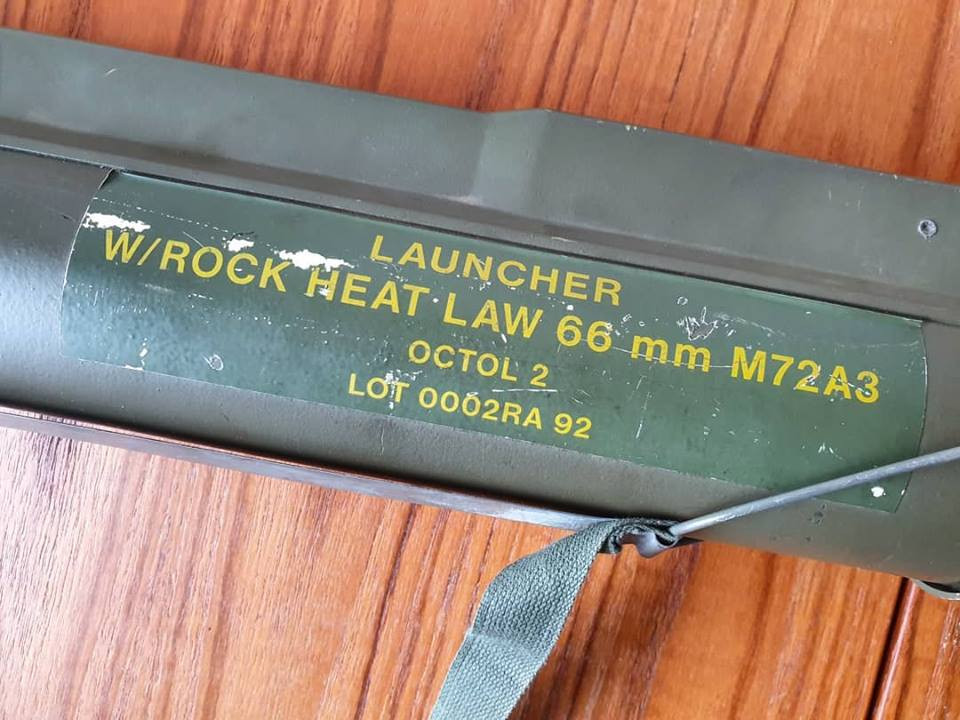 LAUNCHER
W/ROCK HEAT LAW 66 mm M72A3
OCTOL 2
LOT 0002RA 92